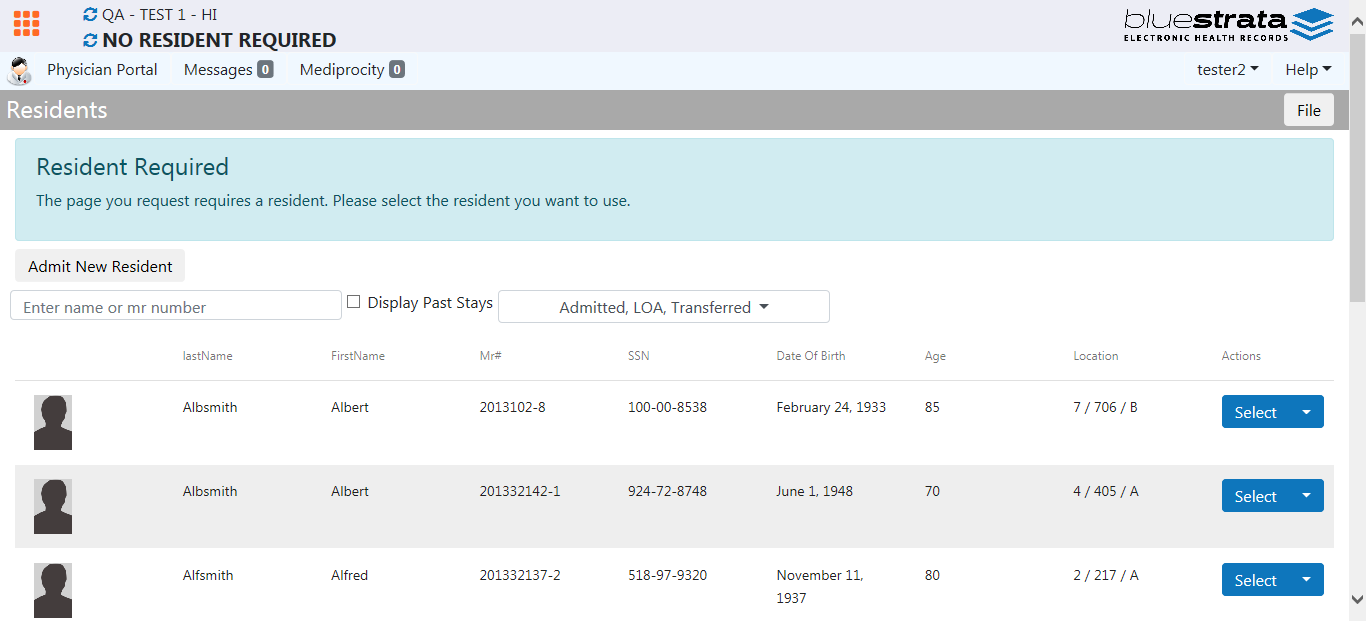 QA - TEST 1 - HI
NO RESIDENT REQUIRED
bluestrata
ELECTRONIC HEALTH RECORDS
Physician Portal Messages 0 Mediprocity 0 tester2 Help
Residents File
Resident Required
The page you request requires a resident. Please select the resident you want to use.
Admit New Resident
Enter name or mr number Display Past Stays Admitted, LOA, Transferred
lastName FirstName Mr# SSN Date Of Birth Age Location Actions
Albsmith Albert 2013102-8 100-00-8538 February 24, 1933 85 7 / 706 / B Select
Albsmith Albert 201332142-1 924-72-8748 June 1, 1948 70 4 / 405 / A Select
Alfsmith Alfred 201332137-2 518-97-9320 November 11, 80 2 / 217 / A Select
1937